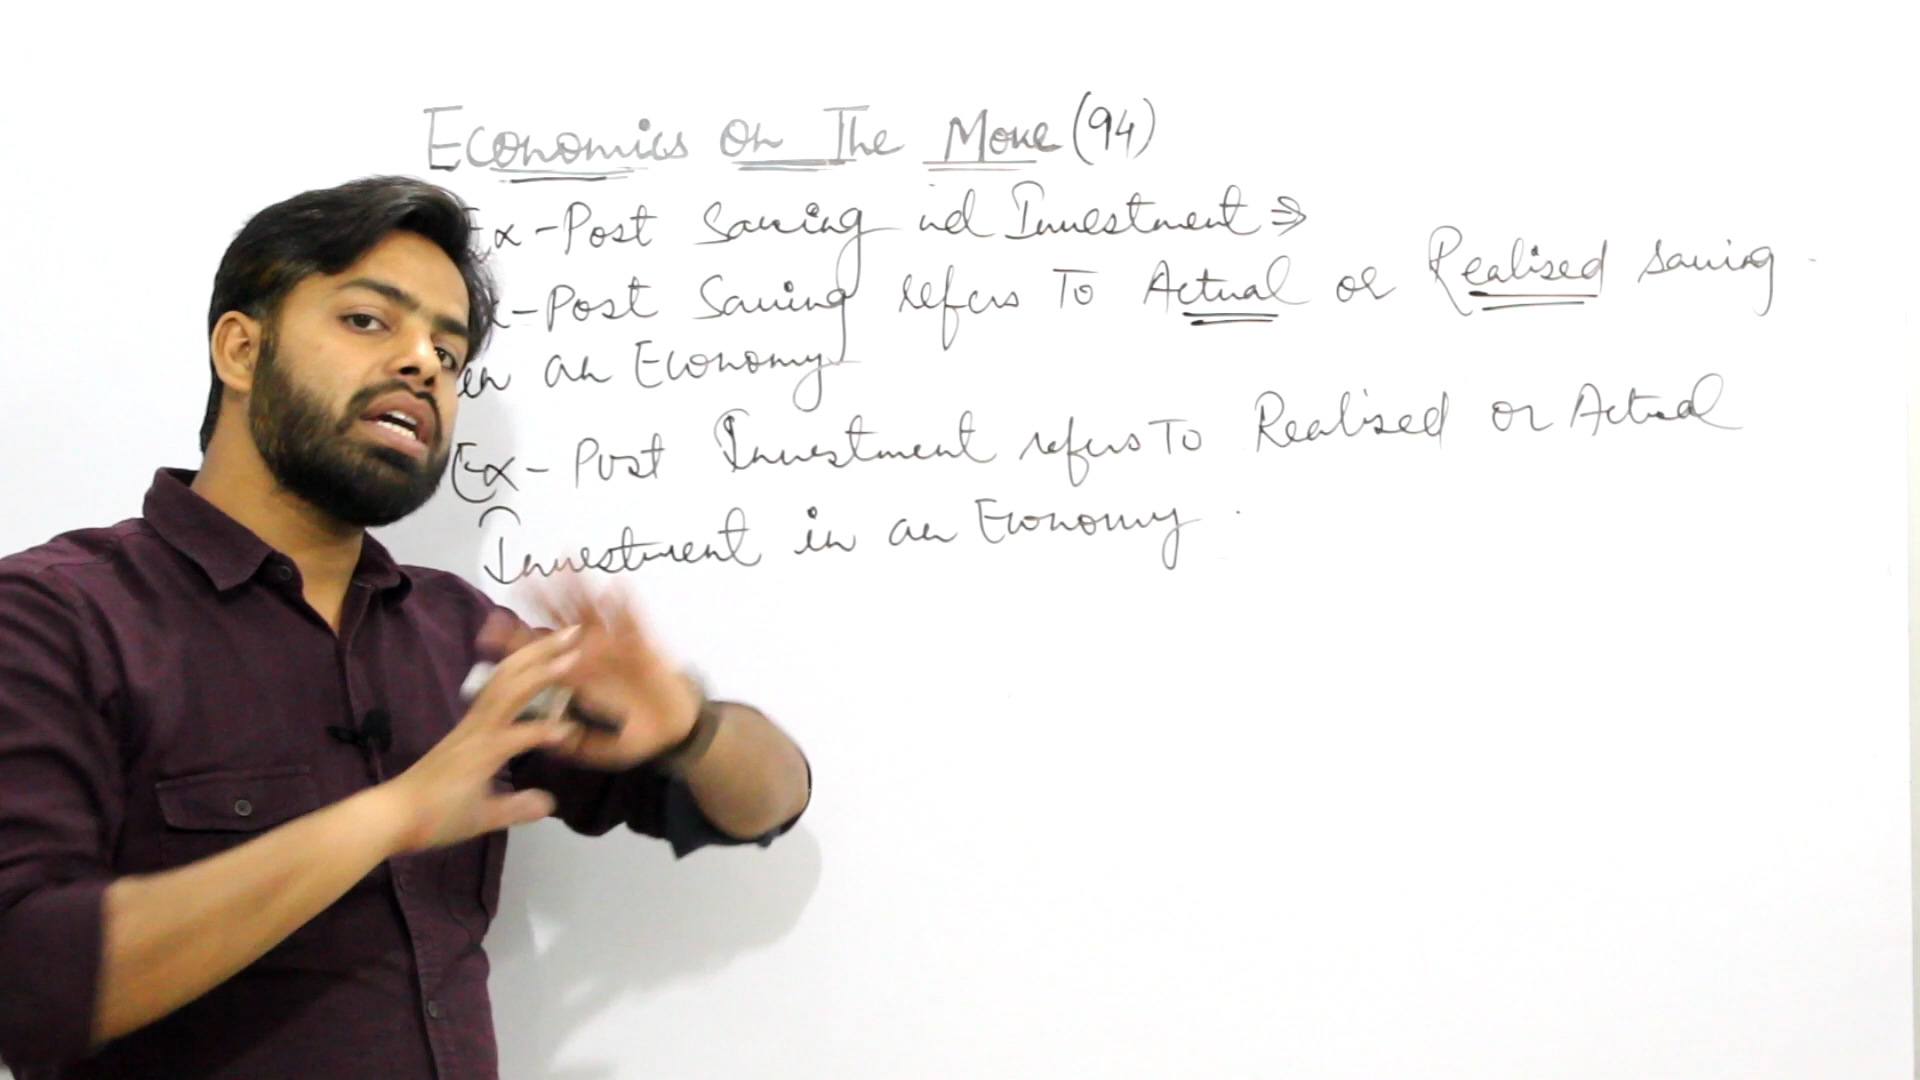 Economics On The Move (94)
Ex-Post Saving nd Investment ⇒
x-Post Saving refers To Actual or Realised saving
in an Economy
Ex-Post Investment refers To Realised or Actual
Investment in an Economy.